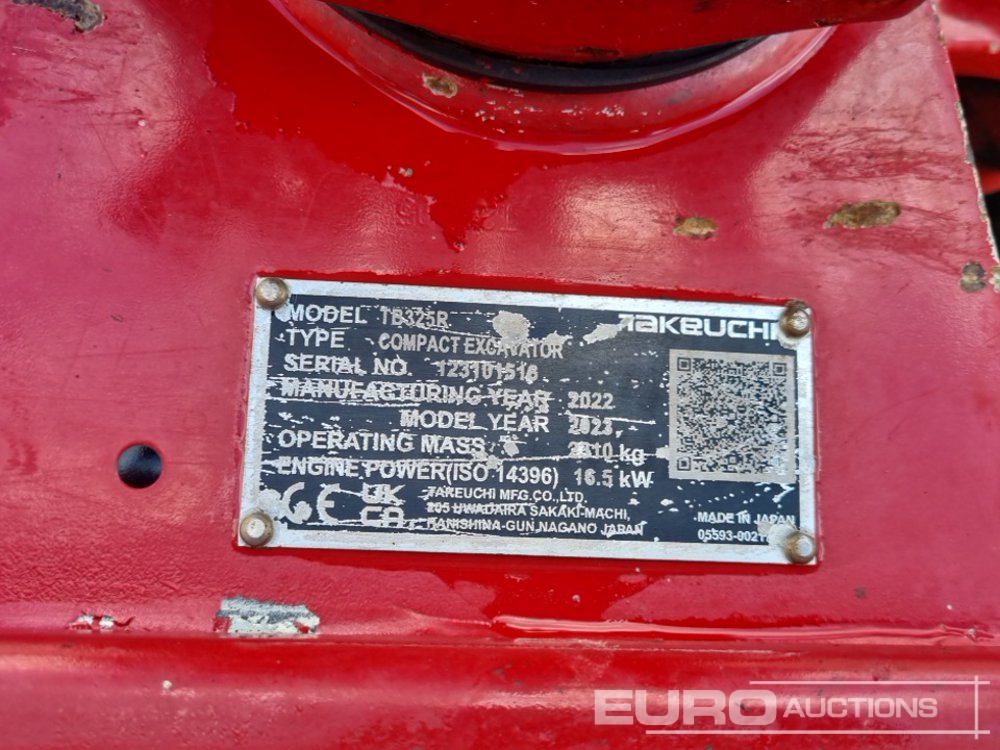 TAKEUCHI
MODEL TB325R
TYPE COMPACT EXCAVATOR
SERIAL NO. 123101516
MANUFACTURING YEAR 2022
MODEL YEAR 2023
OPERATING MASS kg
ENGINE POWER(ISO 14396) 16.5 kW
CE UK CA
TAKEUCHI MFG.CO.,LTD.
205 UWADAIRA SAKAKI-MACHI,
HANISHINA-GUN,NAGANO JAPAN
MADE IN JAPAN
EURO AUCTIONS